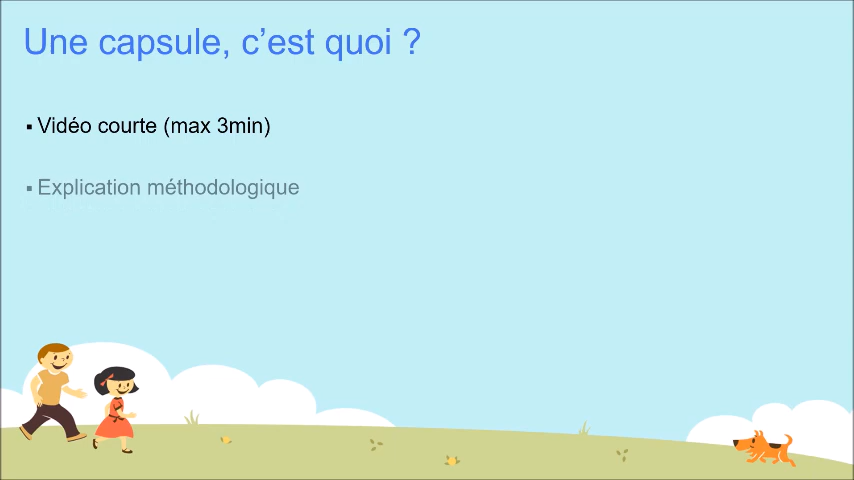 Une capsule, c’est quoi ?
▪ Vidéo courte (max 3min)
▪ Explication méthodologique